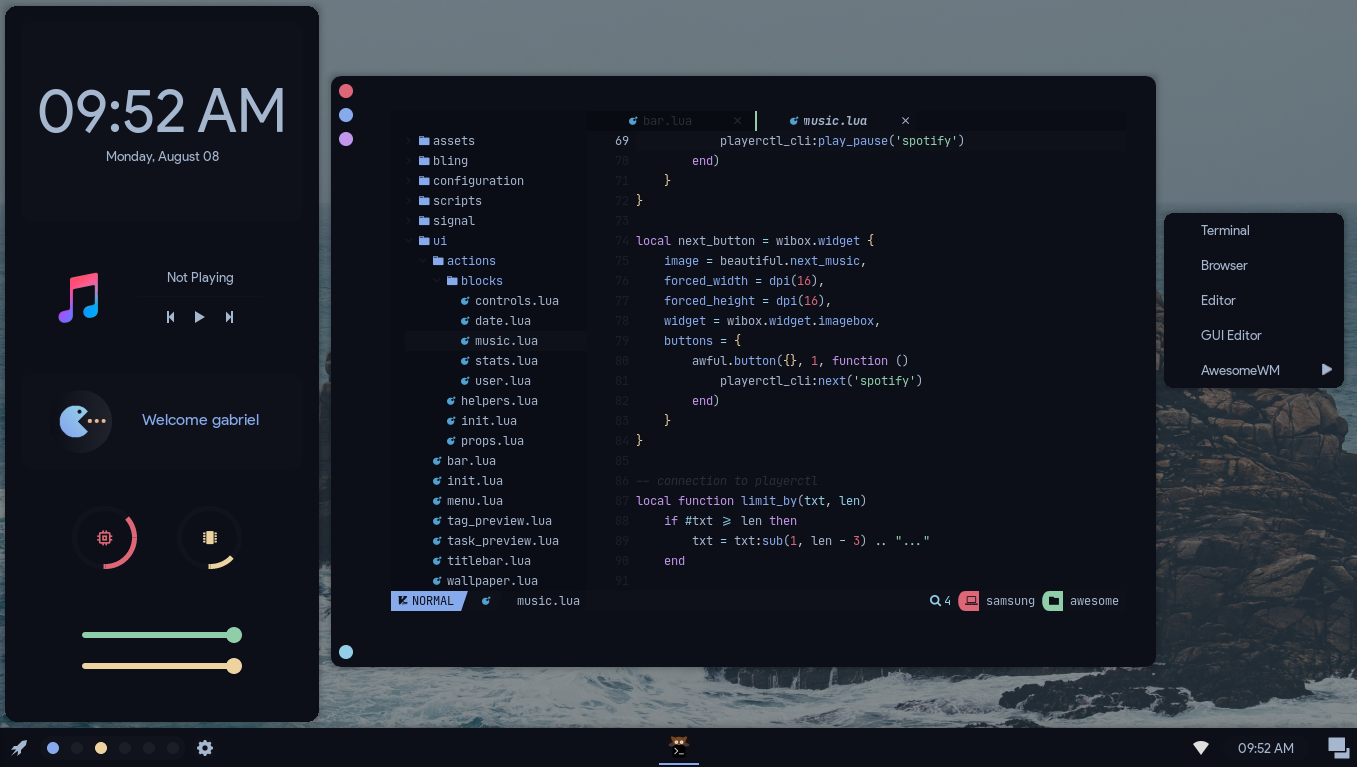 09:52 AM
Monday, August 08
Not Playing
Welcome gabriel
bar.lua
music.lua
assets
bling
configuration
scripts
signal
ui
actions
blocks
controls.lua
date.lua
music.lua
stats.lua
user.lua
helpers.lua
init.lua
props.lua
bar.lua
init.lua
menu.lua
tag_preview.lua
task_preview.lua
titlebar.lua
wallpaper.lua
69 playerctl_cli:play_pause('spotify')
70 end)
71 }
72 }
73
74 local next_button = wibox.widget {
75 image = beautiful.next_music,
76 forced_width = dpi(16),
77 forced_height = dpi(16),
78 widget = wibox.widget.imagebox,
79 buttons = {
80 awful.button({}, 1, function ()
81 playerctl_cli:next('spotify')
82 end)
83 }
84 }
85
86 -- connection to playerctl
87 local function limit_by(txt, len)
88 if #txt >= len then
89 txt = txt:sub(1, len - 3) .. "..."
90 end
91
NORMAL music.lua 4 samsung awesome
Terminal
Browser
Editor
GUI Editor
AwesomeWM
09:52 AM